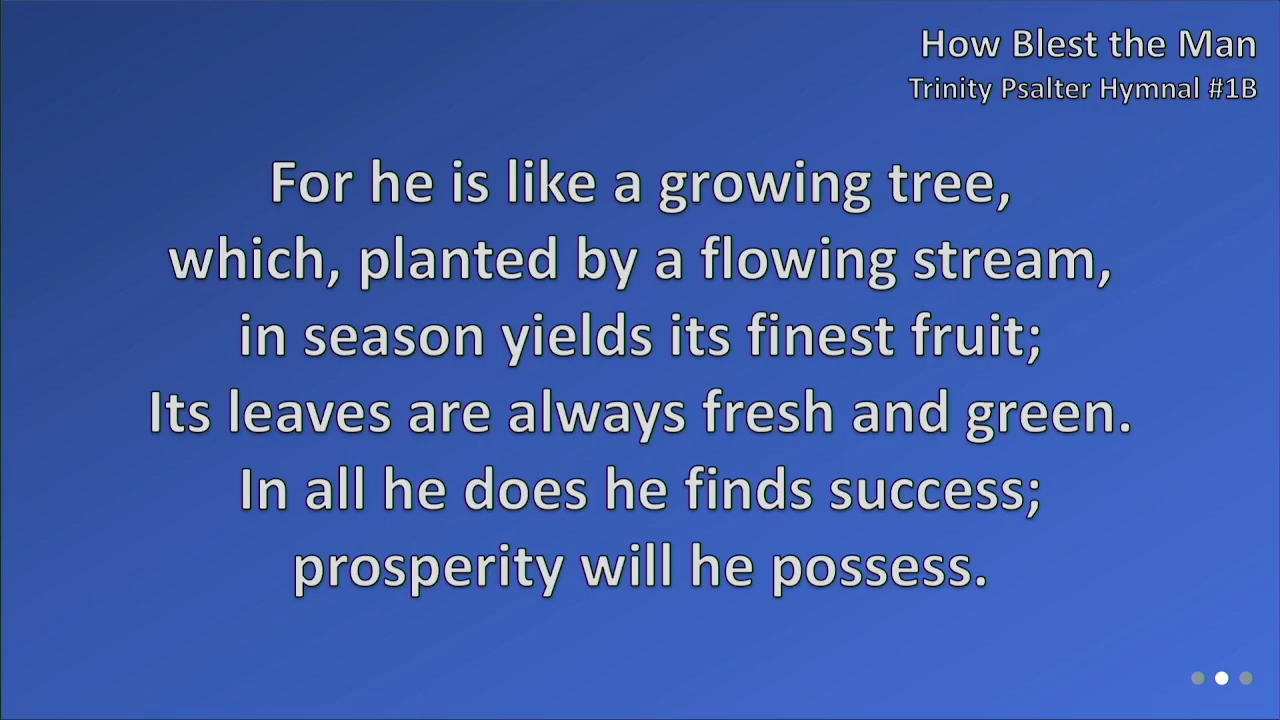 How Blest the Man
Trinity Psalter Hymnal #1B
For he is like a growing tree,
which, planted by a flowing stream,
in season yields its finest fruit;
Its leaves are always fresh and green.
In all he does he finds success;
prosperity will he possess.